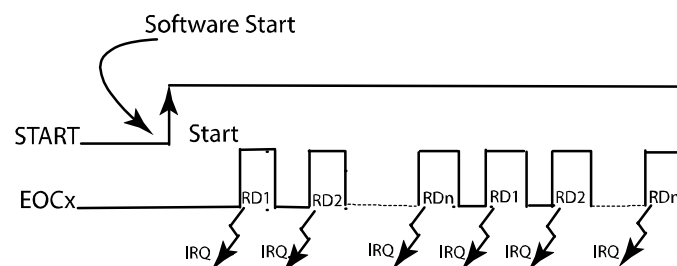 Software Start
START
Start
EOCx
RD1
RD2
RDn
RD1
RD2
RDn
IRQ
IRQ
IRQ
IRQ
IRQ
IRQ